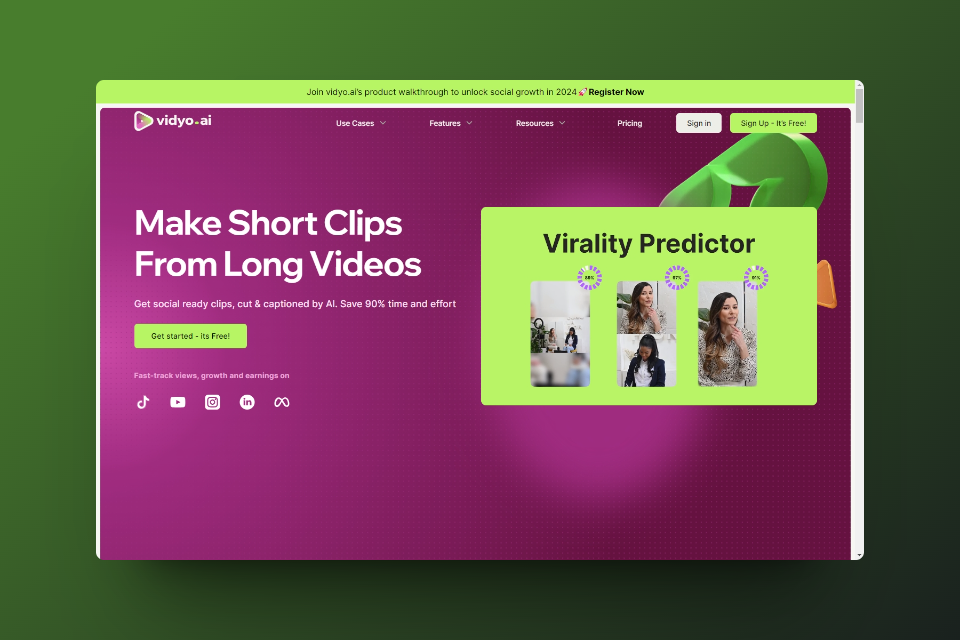 Join vidyo.ai's product walkthrough to unlock social growth in 2024🚀Register Now
vidyo.ai
Use Cases
Features
Resources
Pricing
Sign in
Sign Up - It's Free!
Make Short Clips
From Long Videos
Get social ready clips, cut & captioned by AI. Save 90% time and effort
Get started - its Free!
Fast-track views, growth and earnings on
in
Virality Predictor